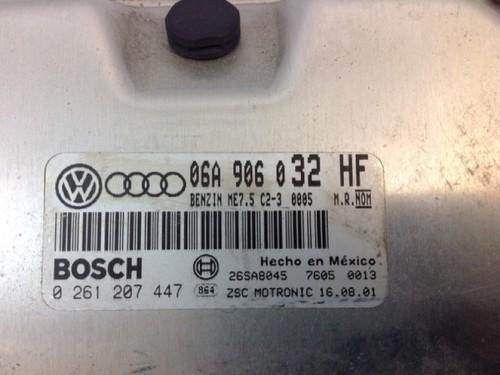 06A 906 032 HF
BENZIN ME7.5 C2-3 0005 M.R.NOM
BOSCH
Hecho en México
26SA8045 7605 0013
0 261 207 447 864 ZSC MOTRONIC 16.08.01